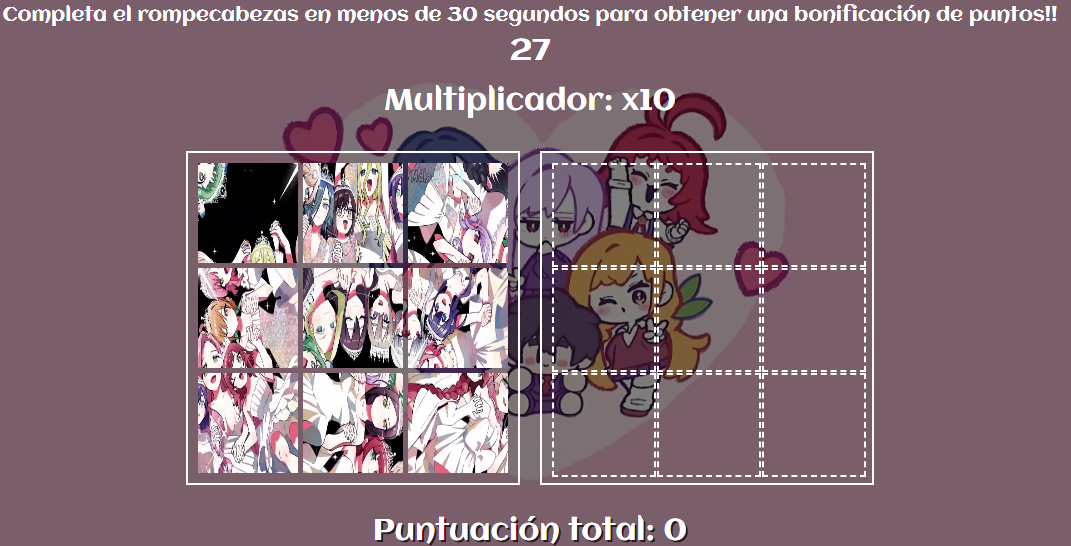 Completa el rompecabezas en menos de 30 segundos para obtener una bonificación de puntos!!
27
Multiplicador: x10
Puntuación total: 0